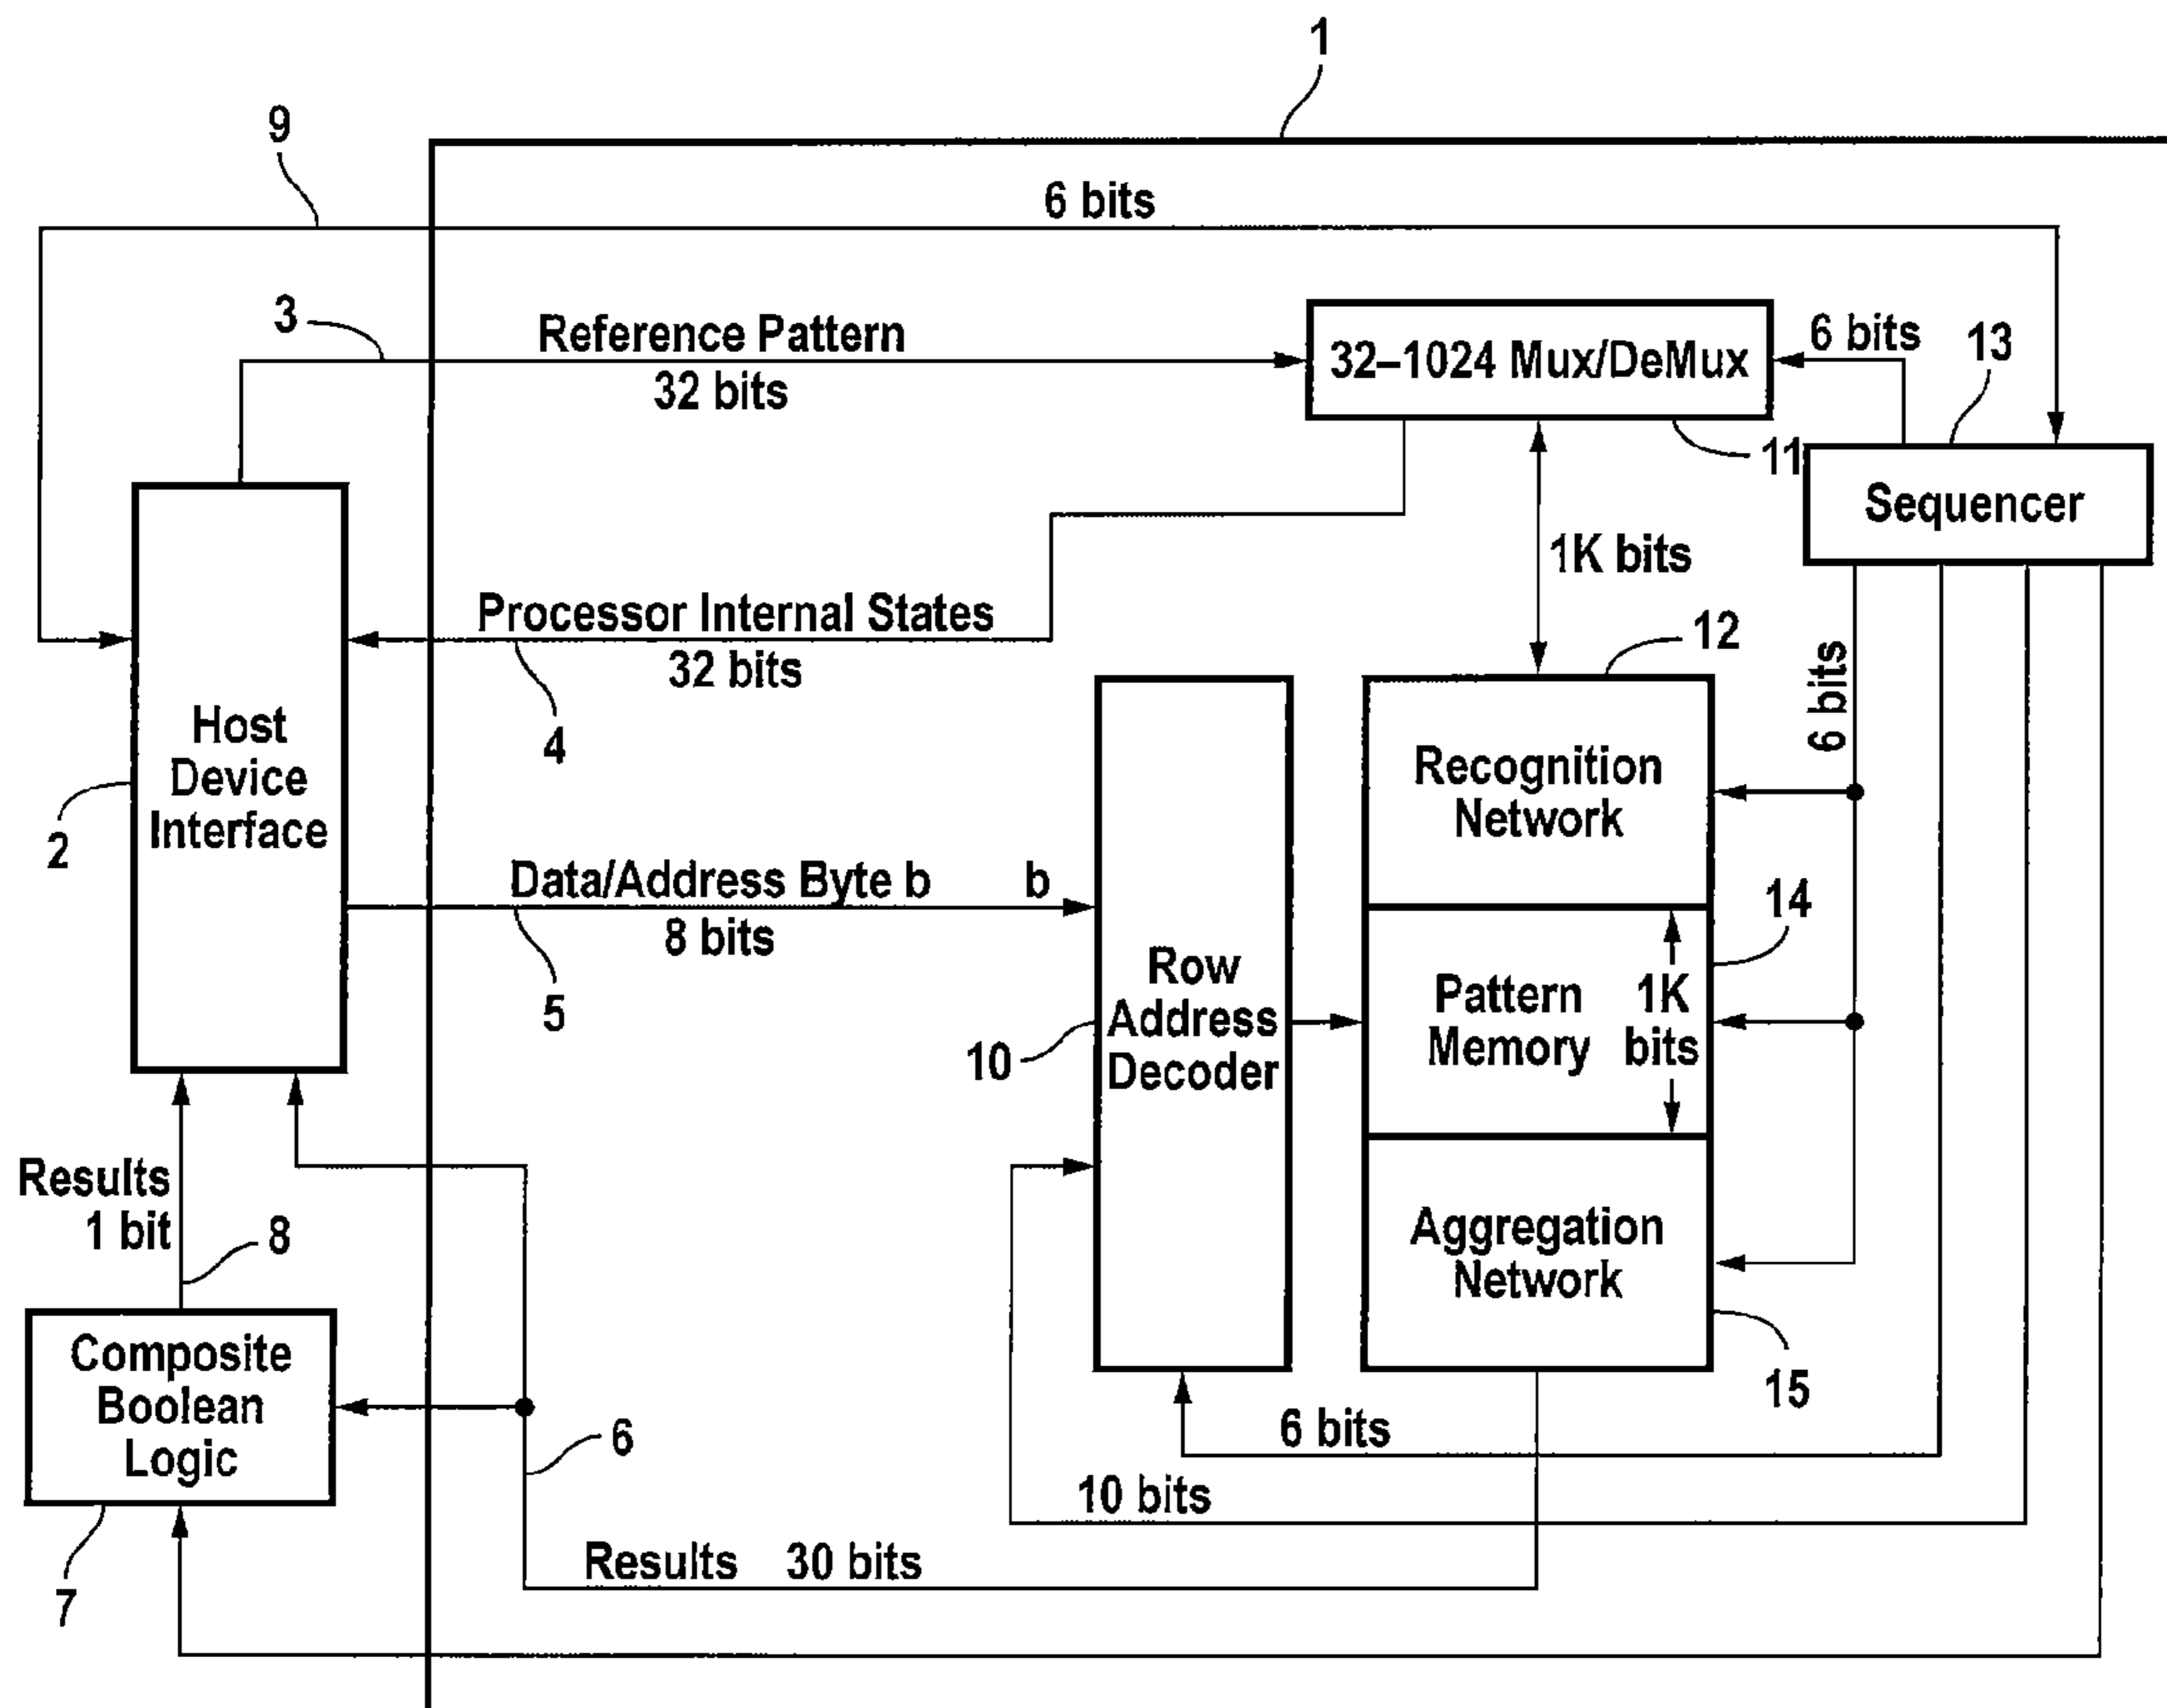 1
9
6 bits
3
Reference Pattern
32 bits
32–1024 Mux/DeMux
6 bits
13
11
Sequencer
1K bits
Processor Internal States
32 bits
4
12
6 bits
Host
Device
Interface
2
Recognition
Network
Data/Address Byte b
b
8 bits
5
14
Row
Address
Decoder
10
Pattern
Memory
1K
bits
Results
1 bit
8
Aggregation
Network
15
Composite
Boolean
Logic
7
6
6 bits
10 bits
Results 30 bits